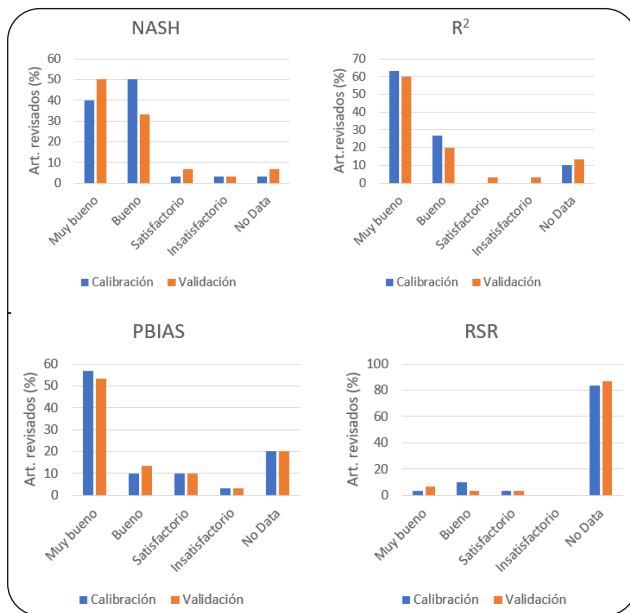 NASH
Art. revisados (%)
60
50
40
30
20
10
0
Muy bueno
Bueno
Satisfactorio
Insatisfactorio
No Data
Calibración Validación
R²
Art.revisados (%)
70
60
50
40
30
20
10
0
Muy bueno
Bueno
Satisfactorio
Insatisfactorio
No Data
Calibración Validación
PBIAS
Art. revisados (%)
60
50
40
30
20
10
0
Muy bueno
Bueno
Satisfactorio
Insatisfactorio
No Data
Calibración Validación
RSR
Art. revisados (%)
100
80
60
40
20
0
Muy bueno
Bueno
Satisfactorio
Insatisfactorio
No Data
Calibración Validación